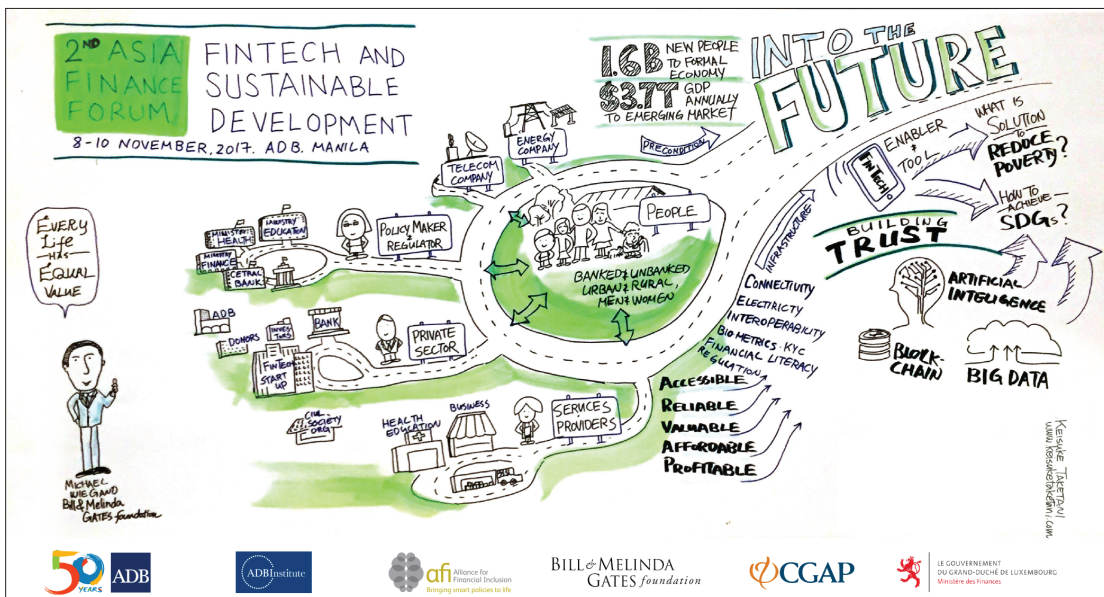 2ND ASIA
FINANCE
FORUM
FINTECH AND
SUSTAINABLE
DEVELOPMENT
8-10 NOVEMBER, 2017. ADB. MANILA
1.6B
NEW PEOPLE
TO FORMAL
ECONOMY
$3.7T
GDP
ANNUALLY
TO EMERGING MARKET
INTO THE
FUTURE
PRECONDITION
ENERGY
COMPANY
TELECOM
COMPANY
ENABLER
&
TOOL
FINTECH
WHAT IS
SOLUTION
TO
REDUCE
POVERTY?
HOW TO
ACHIEVE
SDGs?
BUILDING
TRUST
INFRASTRUCTURE
PEOPLE
BANKED & UNBANKED
URBAN & RURAL,
MEN & WOMEN
EVERY
Life
HAS
EQUAL
VALUE
MINISTRY
HEALTH
MINISTRY
EDUCATION
MINISTRY
FINANCE
CETRAL
BANK
POLICY MAKER
&
REGULATOR
ADB
DONORS
INVES
TORS
BANK
FINTECH
START
UP
PRIVATE
SECTOR
CONNECTIVITY
ELECTRICTY
INTEROPERABILITY
BIOMETRICS · KYC
FINANCIAL LITERACY
REGULATION
ARTIFICIAL
INTELIGENCE
BLOCK-
CHAIN
BIG DATA
ACCESSIBLE
RELIABLE
VALUABLE
AFFORDABLE
PROFITABLE
CIVIL
SOCIETY
ORG
HEALTH
EDUCATION
BUSINESS
SERVICES
PROVIDERS
MICHAEL
WIEGAND
Bill & Melinda
GATES foundation
KEISUKE TAKETANI
www.keisuketaketani.com
50
YEARS
ADB
ADBInstitute
afi
Alliance for
Financial Inclusion
Bringing smart policies to life
BILL & MELINDA
GATES foundation
CGAP
LE GOUVERNEMENT
DU GRAND-DUCHÉ DE LUXEMBOURG
Ministère des Finances